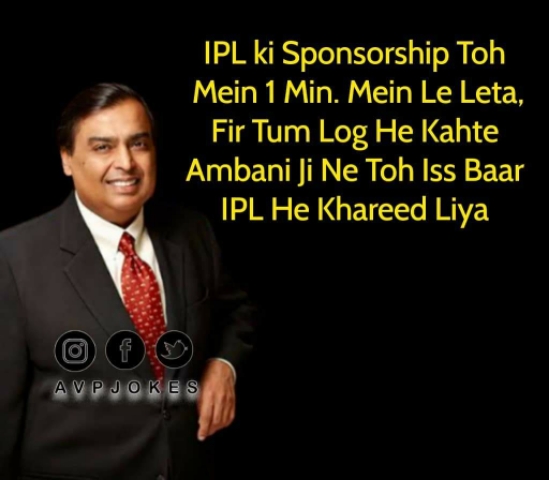 IPL ki Sponsorship Toh
Mein 1 Min. Mein Le Leta,
Fir Tum Log He Kahte
Ambani Ji Ne Toh Iss Baar
IPL He Khareed Liya
AVPJOKES